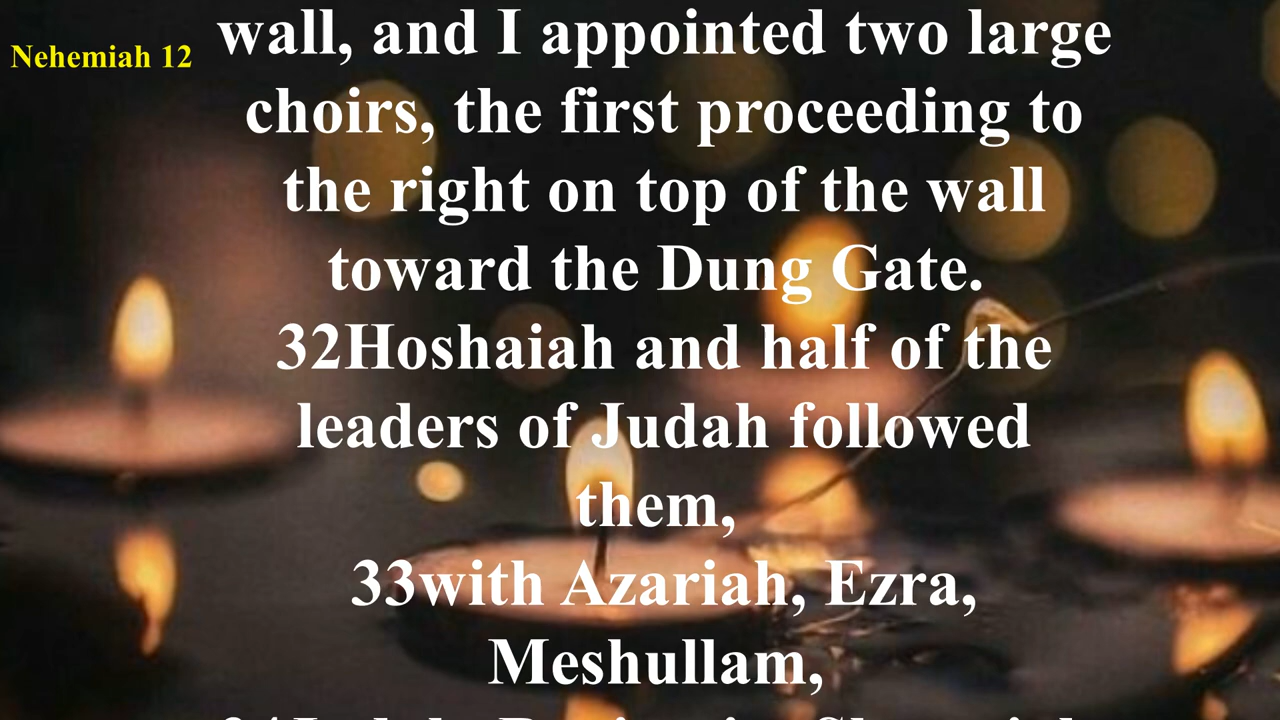 Nehemiah 12
wall, and I appointed two large
choirs, the first proceeding to
the right on top of the wall
toward the Dung Gate.
32Hoshaiah and half of the
leaders of Judah followed
them,
33with Azariah, Ezra,
Meshullam,